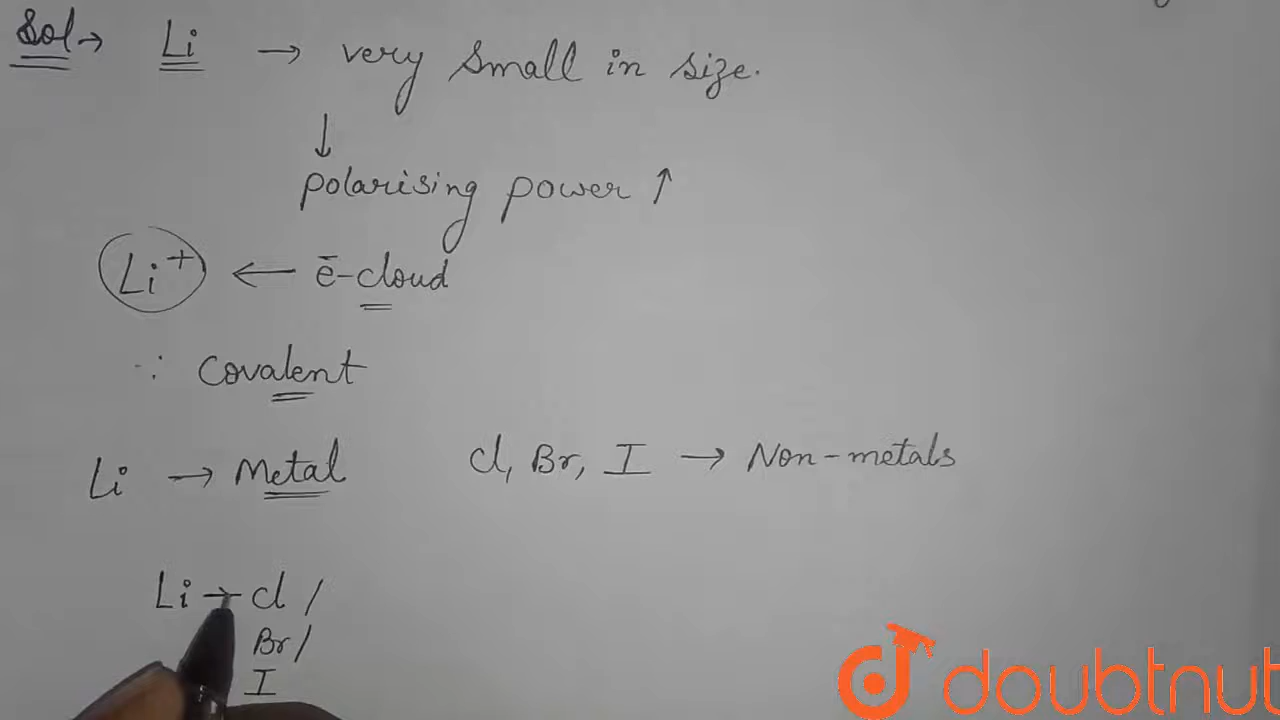 Sol → Li → very small in size.
↓
polarising power ↑
Li⁺ ← ē-cloud
∵ Covalent
Li → Metal Cl, Br, I → Non-metals
Li → Cl /
Br /
I
doubtnut